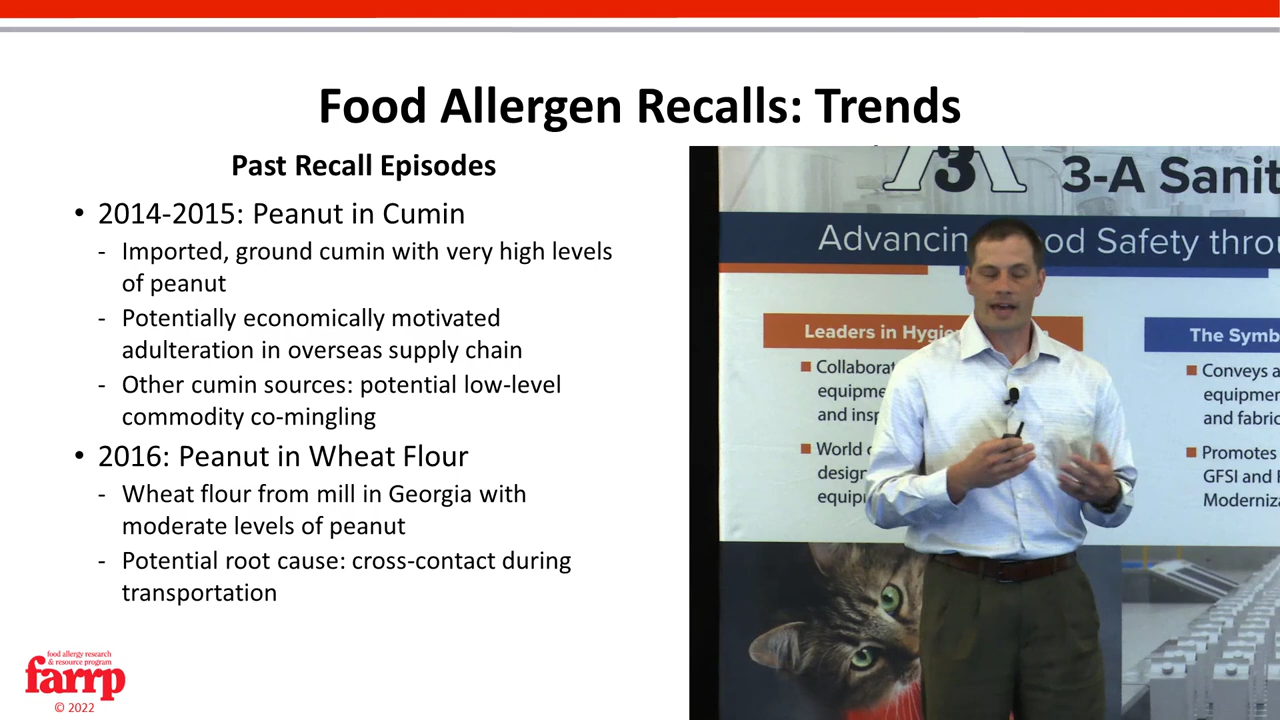 Food Allergen Recalls: Trends
Past Recall Episodes
• 2014-2015: Peanut in Cumin
- Imported, ground cumin with very high levels
of peanut
- Potentially economically motivated
adulteration in overseas supply chain
- Other cumin sources: potential low-level
commodity co-mingling
• 2016: Peanut in Wheat Flour
- Wheat flour from mill in Georgia with
moderate levels of peanut
- Potential root cause: cross-contact during
transportation
food allergy research
& resource program
farrp
© 2022
3
3-A Sanit
Advancin od Safety thro
Leaders in Hygie
Collaborat
equipme
and insp
World
design
equip
The Symb
Conveys a
equipmen
and fabric
Promotes
GFSI and
Moderniza